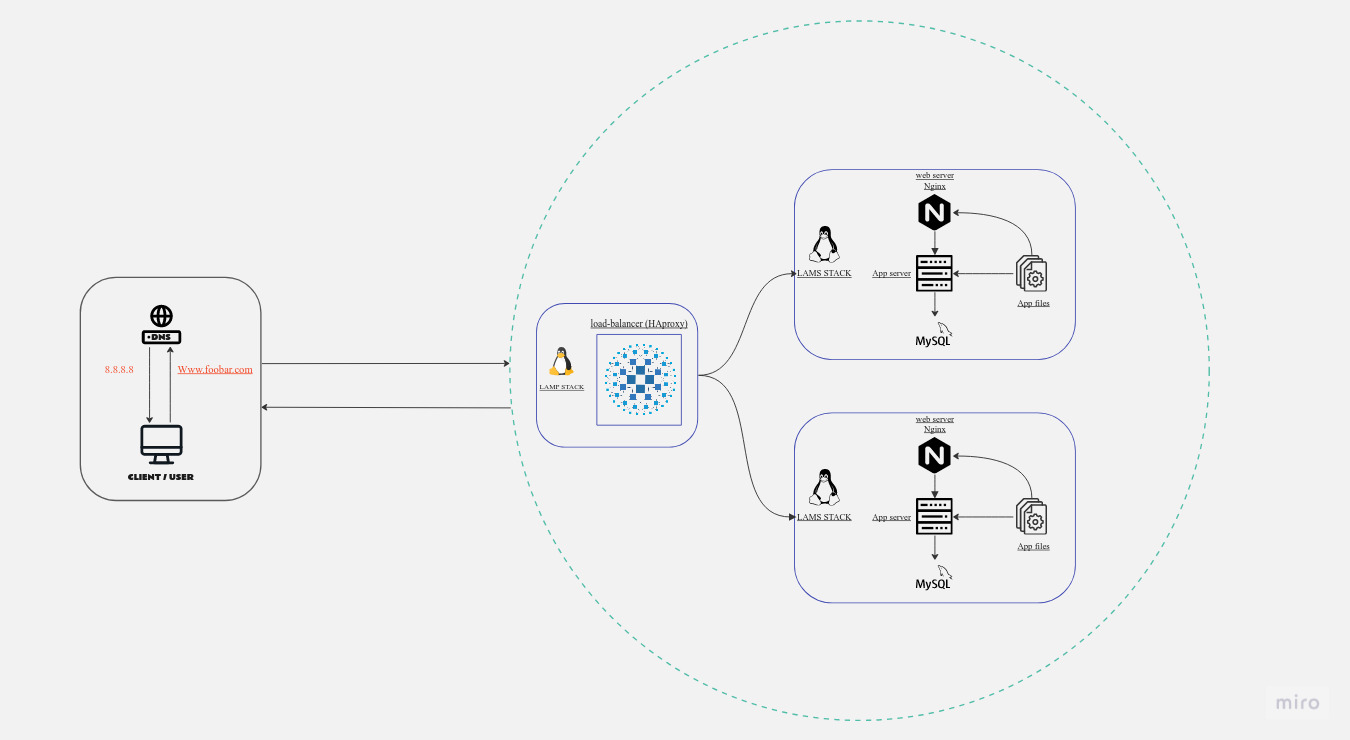 DNS
8.8.8.8
Www.foobar.com
CLIENT / USER
load-balancer (HAproxy)
LAMP STACK
web server
Nginx
N
LAMS STACK
App server
App files
MySQL
web server
Nginx
N
LAMS STACK
App server
App files
MySQL
miro